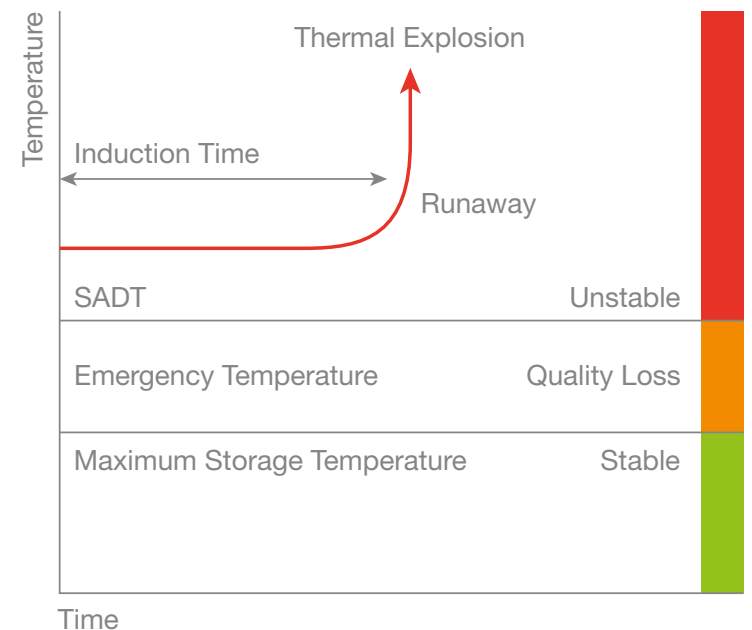 Temperature
Thermal Explosion
Induction Time
Runaway
SADT
Unstable
Emergency Temperature
Quality Loss
Maximum Storage Temperature
Stable
Time